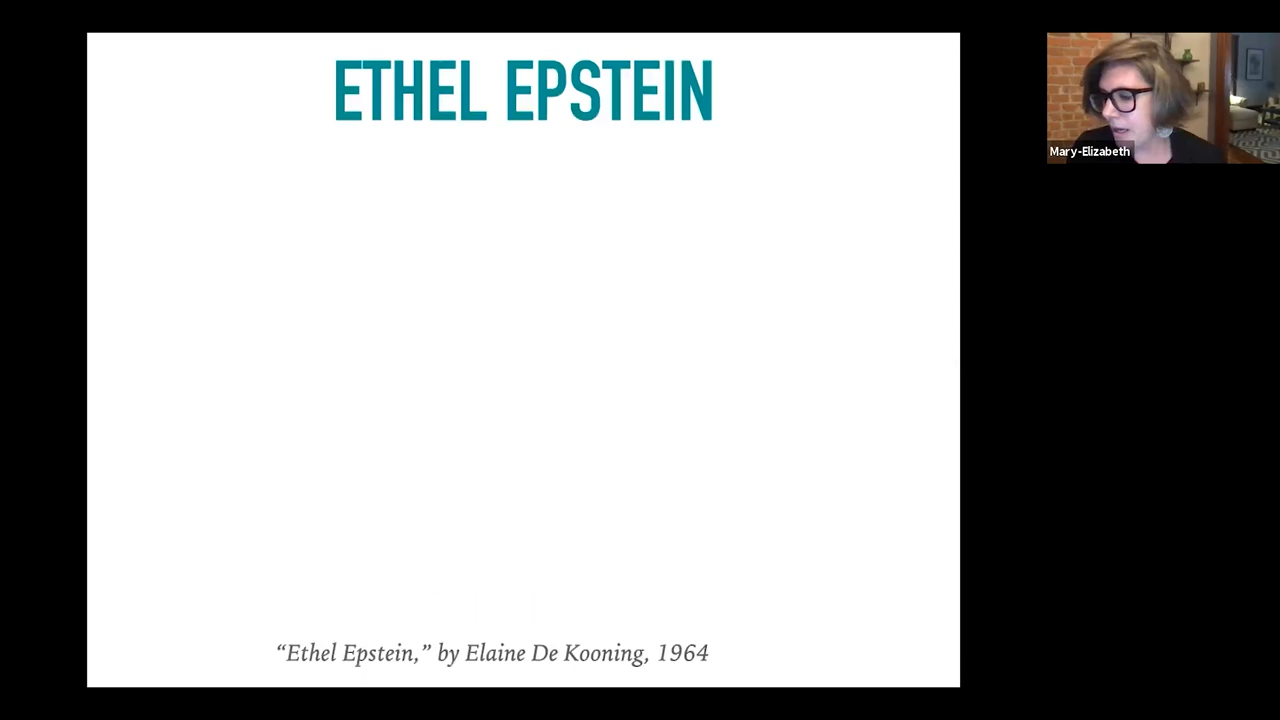 ETHEL EPSTEIN
Mary-Elizabeth
“Ethel Epstein,” by Elaine De Kooning, 1964